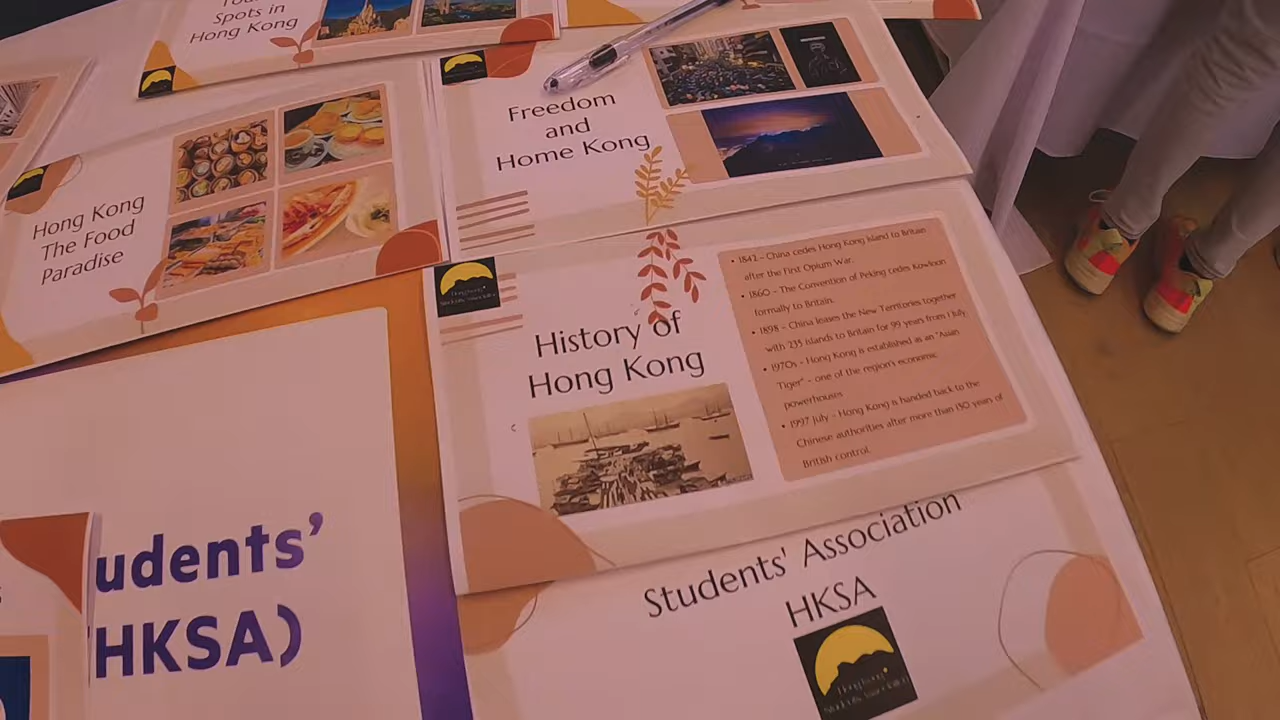 Spots in
Hong Kong
Freedom
and
Home Kong
Hong Kong
The Food
Paradise
History of
Hong Kong
• 1842 - China cedes Hong Kong Island to Britain
after the First Opium War.
• 1860 - The Convention of Peking cedes Kowloon
formally to Britain.
• 1898 - China leases the New Territories together
with 235 islands to Britain for 99 years from 1 July
• 1970s - Hong Kong is established as an "Asian
Tiger" - one of the region's economic
powerhouses
• 1997 July - Hong Kong is handed back to the
Chinese authorities after more than 150 years of
British control.
udents'
HKSA)
Students' Association
HKSA
Hong Kong
Students Association